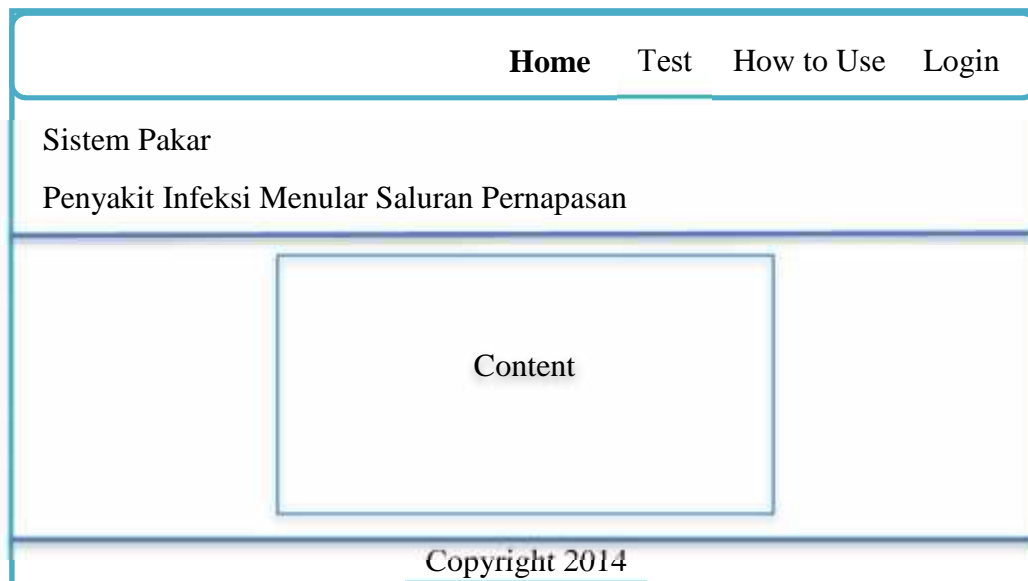 Home Test How to Use Login
Sistem Pakar
Penyakit Infeksi Menular Saluran Pernapasan
Content
Copyright 2014